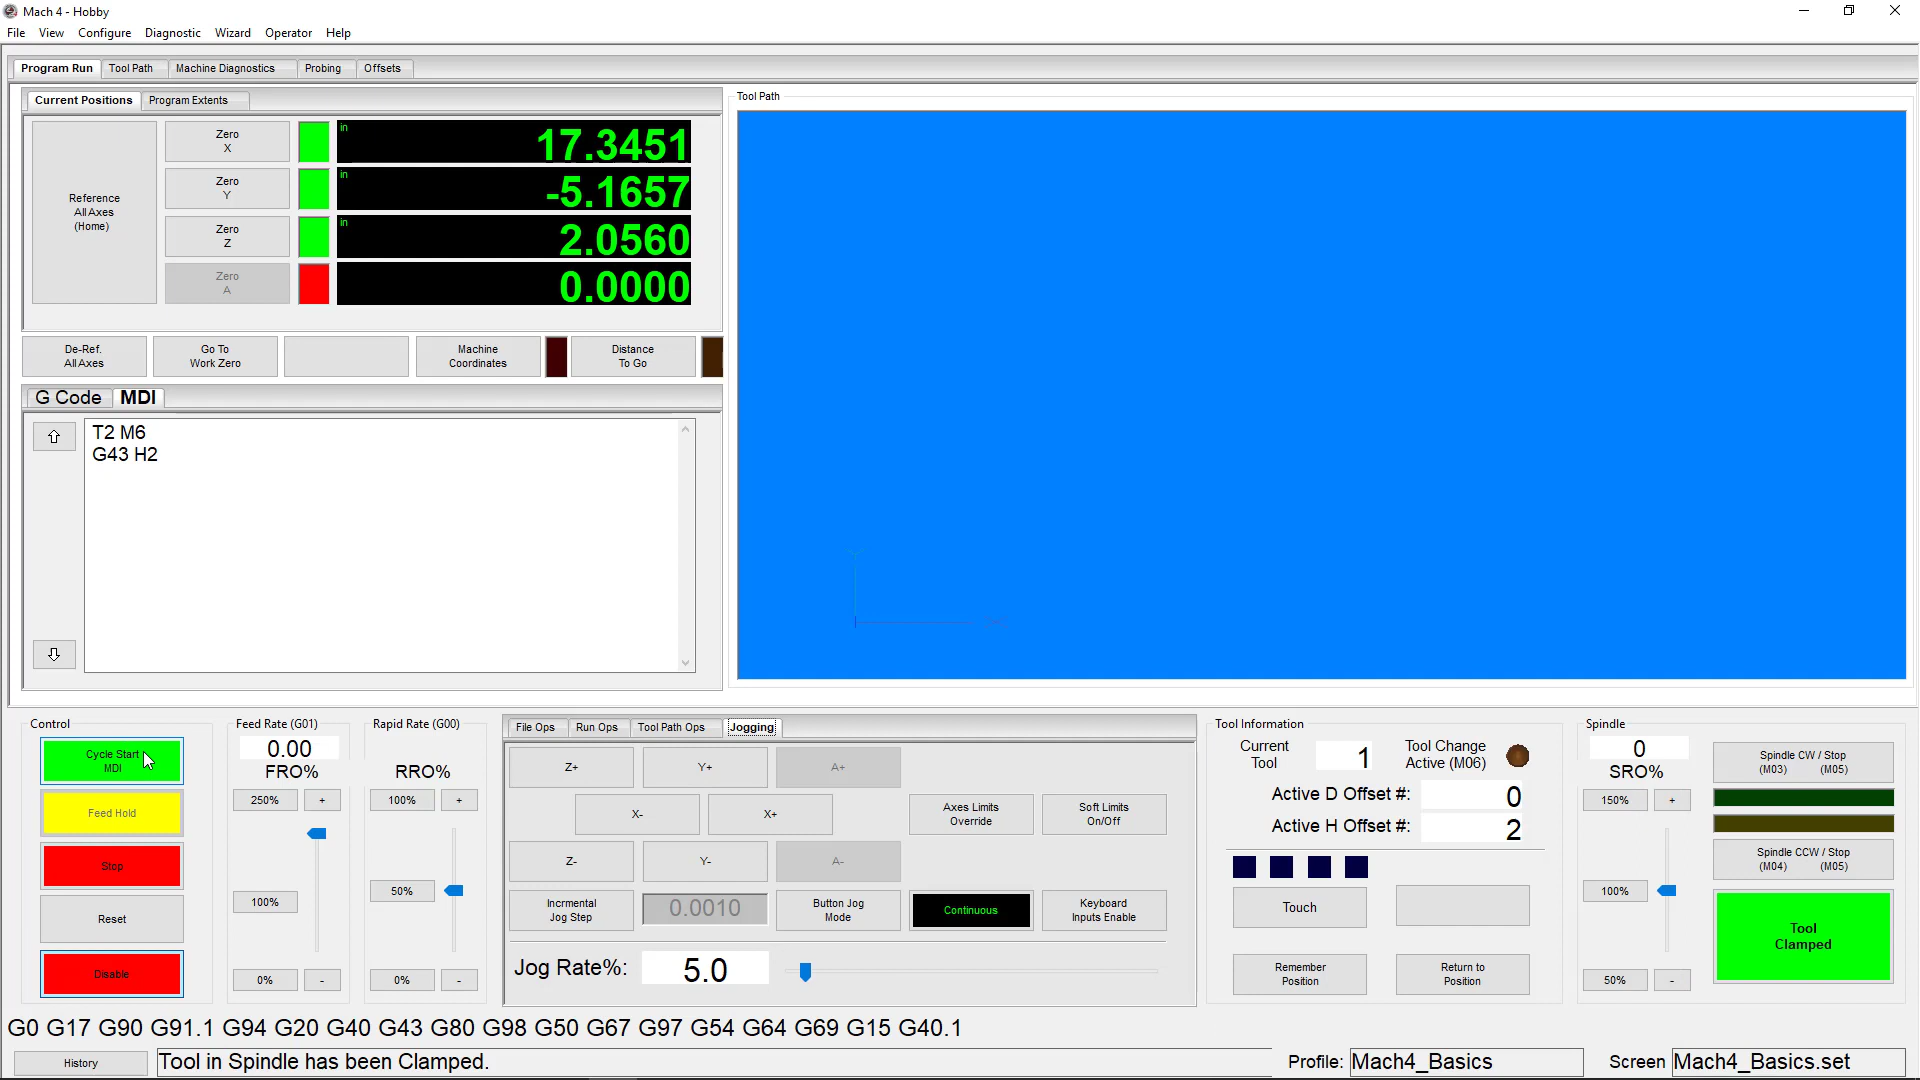 Mach 4 - Hobby
File View Configure Diagnostic Wizard Operator Help
Program Run Tool Path Machine Diagnostics Probing Offsets
Current Positions Program Extents
Reference
All Axes
(Home)
Zero
X
in
17.3451
Zero
Y
in
-5.1657
Zero
Z
in
2.0560
Zero
A
0.0000
De-Ref.
All Axes
Go To
Work Zero
Machine
Coordinates
Distance
To Go
G Code MDI
T2 M6
G43 H2
Tool Path
Control
Cycle Start
MDI
Feed Hold
Stop
Reset
Disable
Feed Rate (G01)
0.00
FRO%
250% +
100%
0% -
Rapid Rate (G00)
RRO%
100% +
50%
0% -
File Ops Run Ops Tool Path Ops Jogging
Z+ Y+ A+
X- X+
Axes Limits
Override
Soft Limits
On/Off
Z- Y- A-
Incrmental
Jog Step
0.0010
Button Jog
Mode
Continuous
Keyboard
Inputs Enable
Jog Rate%: 5.0
Tool Information
Current
Tool
1
Tool Change
Active (M06)
Active D Offset #: 0
Active H Offset #: 2
Touch
Remember
Position
Return to
Position
Spindle
0
SRO%
150% +
100%
50% -
Spindle CW / Stop
(M03) (M05)
Spindle CCW / Stop
(M04) (M05)
Tool
Clamped
G0 G17 G90 G91.1 G94 G20 G40 G43 G80 G98 G50 G67 G97 G54 G64 G69 G15 G40.1
History Tool in Spindle has been Clamped. Profile: Mach4_Basics Screen Mach4_Basics.set